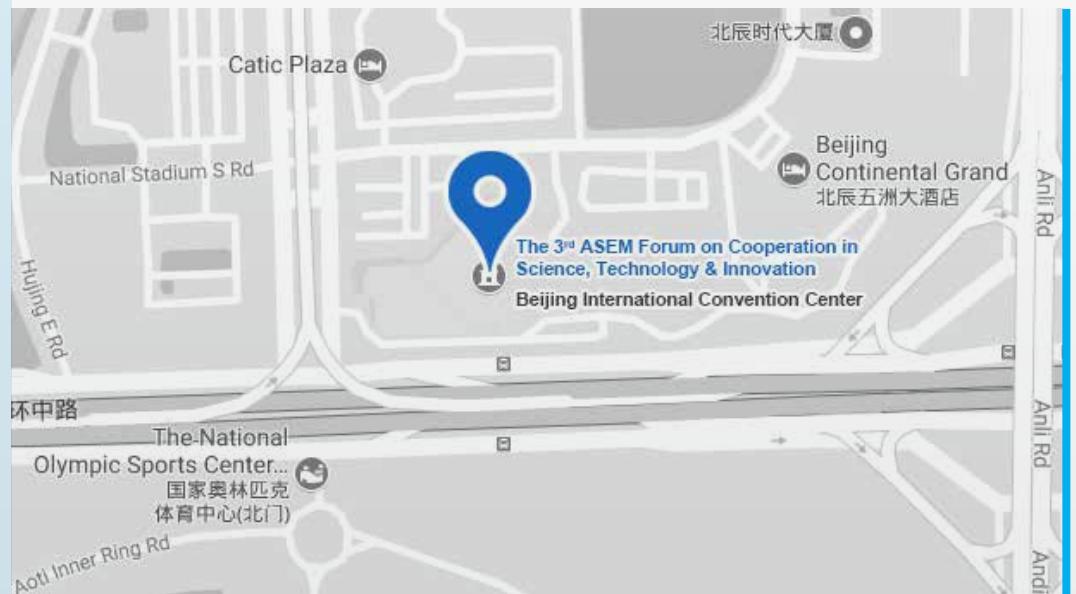 北辰时代大厦
Catic Plaza
Beijing
Continental Grand
北辰五洲大酒店
National Stadium S Rd
Anli Rd
The 3rd ASEM Forum on Cooperation in
Science, Technology & Innovation
Beijing International Convention Center
Hujing E Rd
环中路
The National
Olympic Sports Center...
国家奥林匹克
体育中心(北门)
Anli Rd
Aoti Inner Ring Rd
Andi